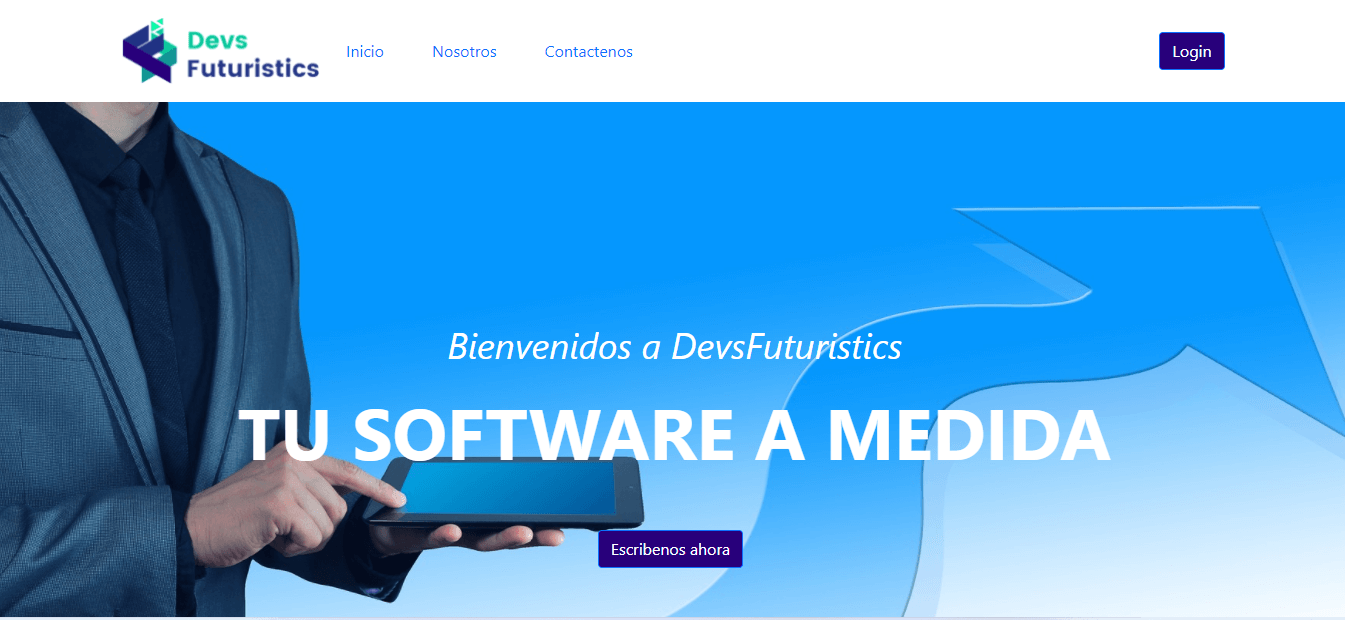 Devs
Futuristics
Inicio Nosotros Contactenos Login
Bienvenidos a DevsFuturistics
TU SOFTWARE A MEDIDA
Escribenos ahora